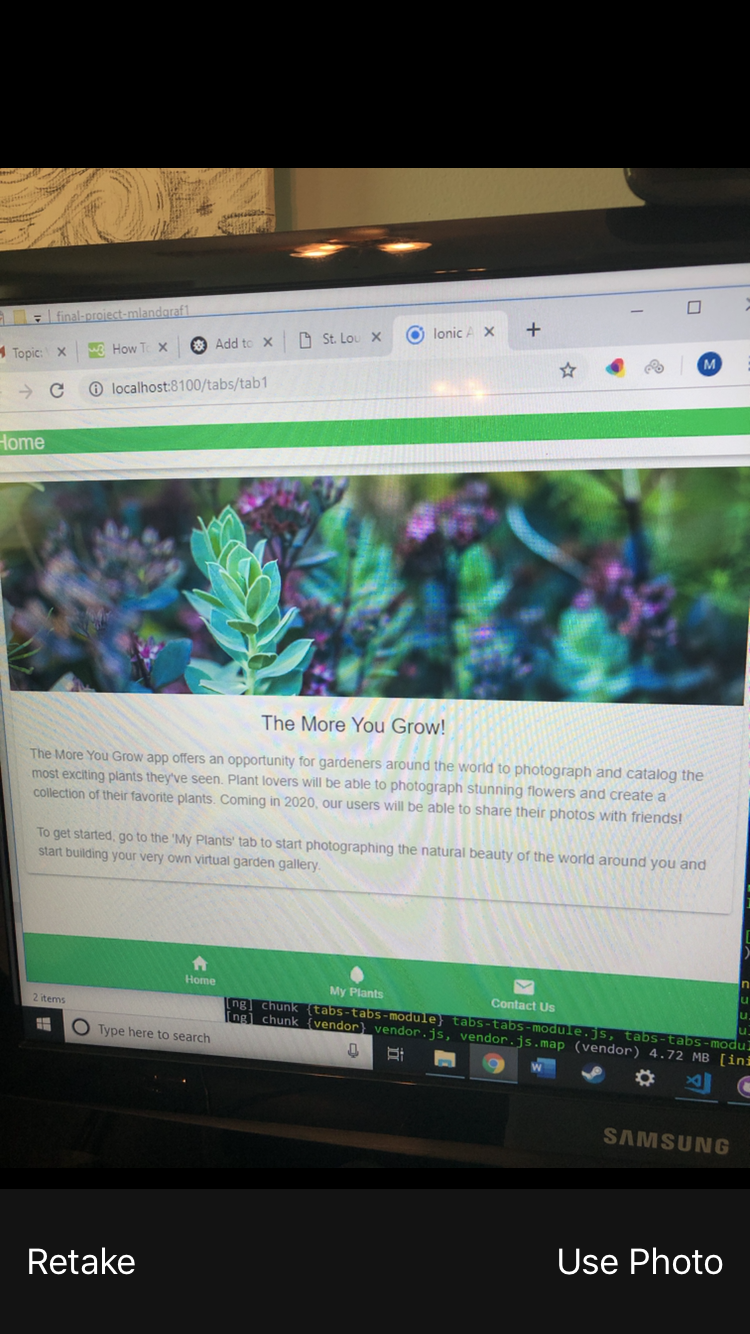 final-project-mlandgraf1
Topic:
How To
Add to
St. Lou
Ionic A
localhost:8100/tabs/tab1
M
Home
The More You Grow!
The More You Grow app offers an opportunity for gardeners around the world to photograph and catalog the
most exciting plants they've seen. Plant lovers will be able to photograph stunning flowers and create a
collection of their favorite plants. Coming in 2020, our users will be able to share their photos with friends!
To get started, go to the 'My Plants' tab to start photographing the natural beauty of the world around you and
start building your very own virtual garden gallery.
Home
My Plants
Contact Us
2 items
[ng] chunk {tabs-tabs-module} tabs-tabs-module.js, tabs-tabs-modu
[ng] chunk {vendor} vendor.js, vendor.js.map (vendor) 4.72 MB [ini
Type here to search
SAMSUNG
Retake
Use Photo